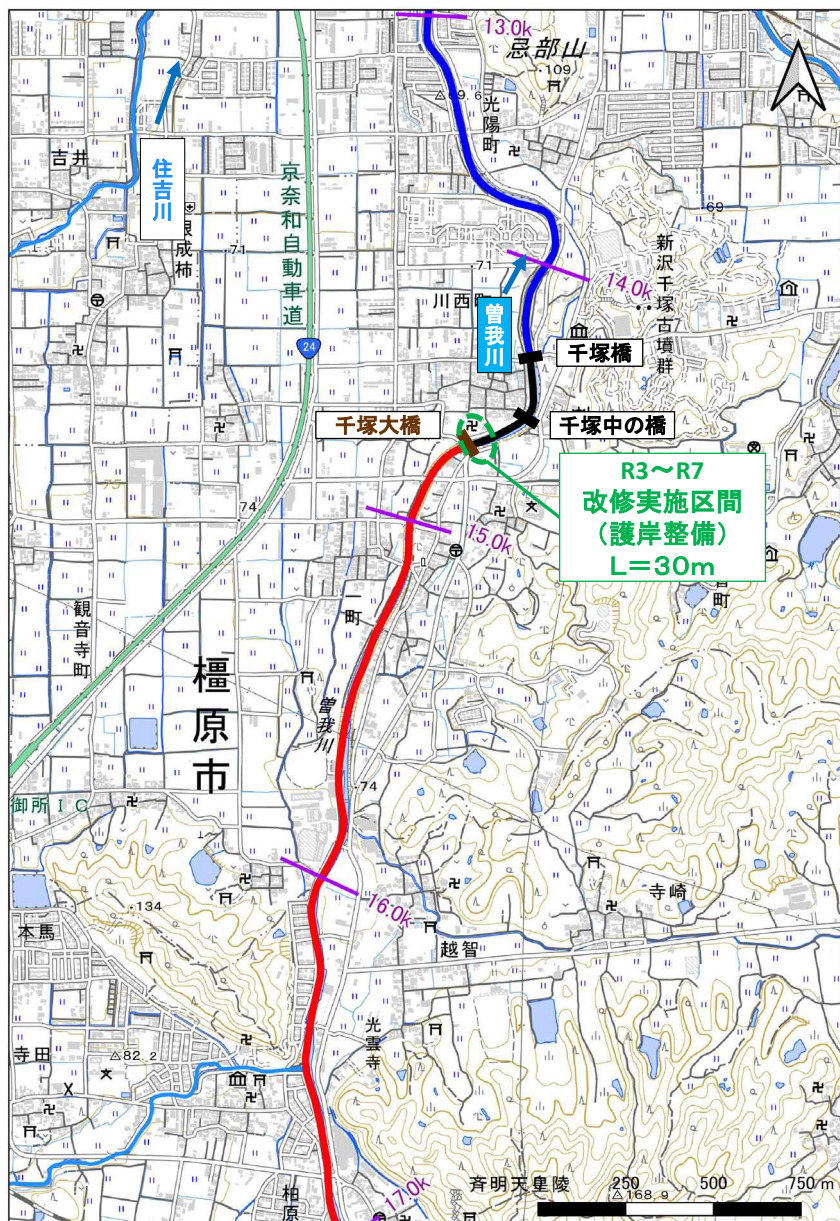 13.0k
忌部山
・109
△69.6
光陽町
吉井
住吉川
根成柿
京奈和自動車道
・71
・69
新沢千塚古墳群
・71
14.0k
川西町
曽我川
24
千塚橋
千塚大橋
千塚中の橋
R3～R7
改修実施区間
（護岸整備）
L＝30m
74
15.0k
一町
観音寺町
橿原市
曽我川
・74
御所ＩＣ
16.0k
・134
本馬
寺崎
越智
光雲寺
寺田
△82.2
斉明天皇陵
△168.9
柏原
17.0k
250
500
750 m